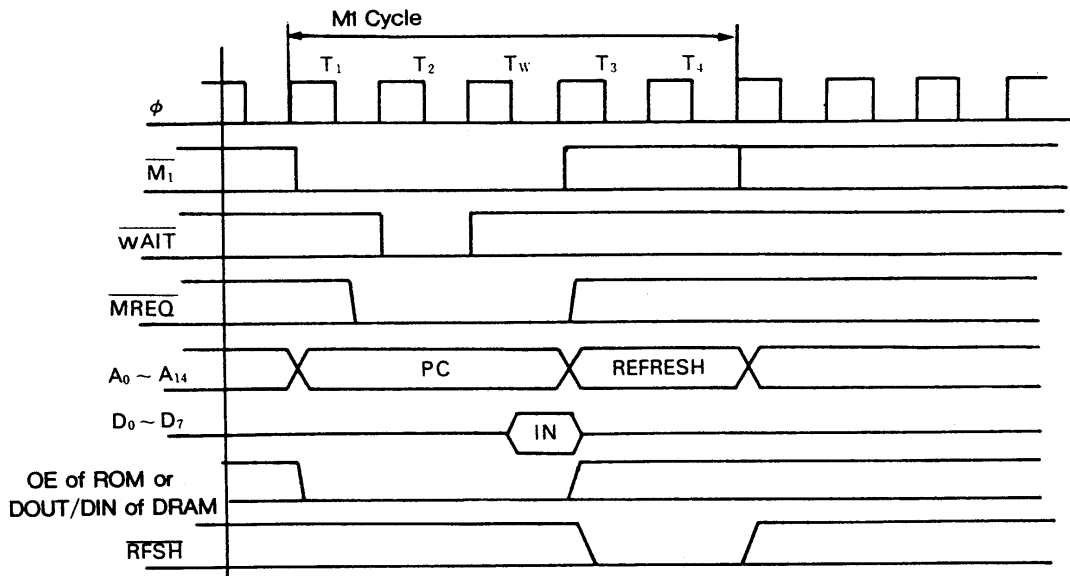 M1 Cycle
T1 T2 TW T3 T4
φ
M1
WAIT
MREQ
A0 ~ A14 PC REFRESH
D0 ~ D7 IN
OE of ROM or
DOUT/DIN of DRAM
RFSH